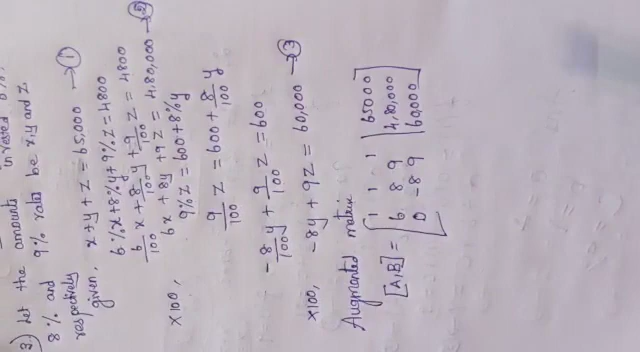 3) Let the amounts invested 6%,
8% and 9% rates be x,y and z
respectively
given, x+y+z = 65,000 → ①
6%x+8%y+9%z = 4800
6/100 x + 8/100 y + 9/100 z = 4800
×100, 6x + 8y + 9z = 4,80,000 → ②
9%z = 600+8%y
9/100 z = 600 + 8/100 y
-8/100 y + 9/100 z = 600
×100, -8y + 9z = 60,000 → ③
Augmented matrix
[A,B] = [ 1 1 1 | 65000
6 8 9 | 4,80,000
0 -8 9 | 60,000 ]